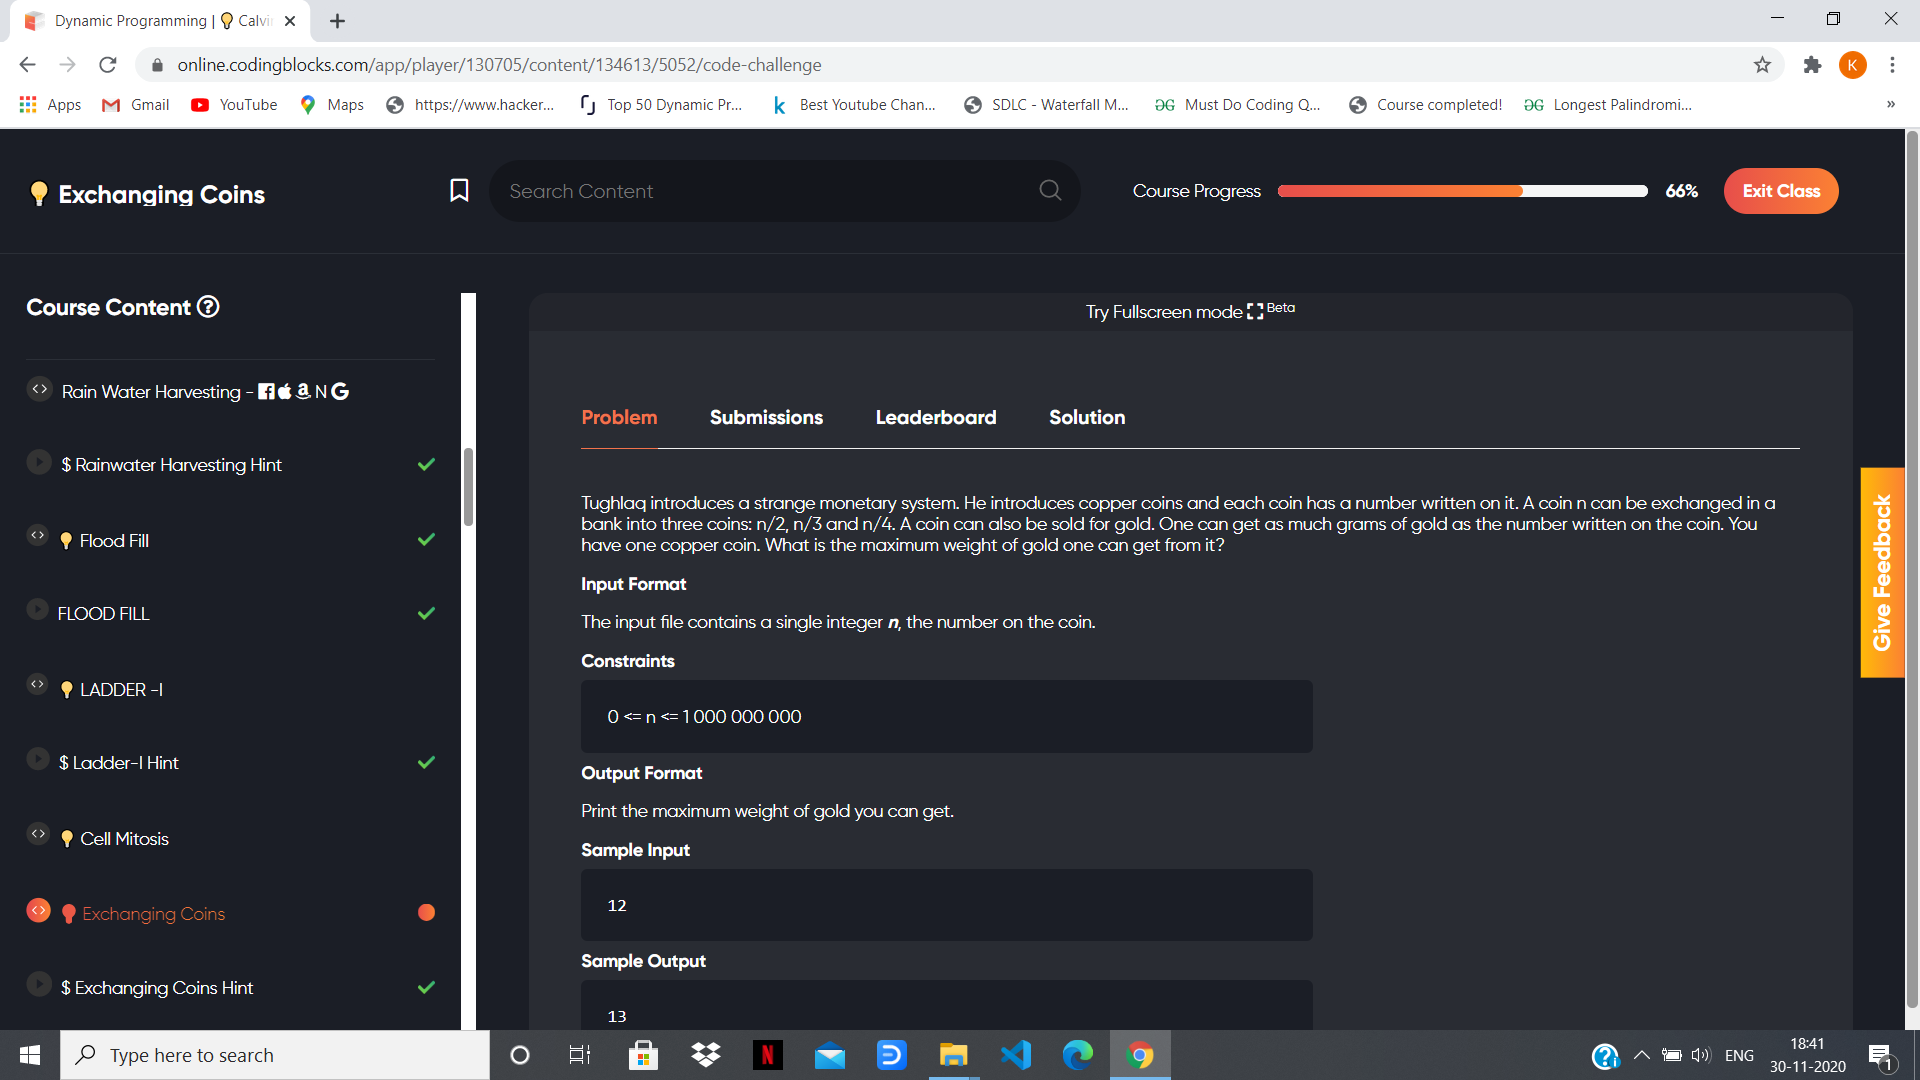 Dynamic Programming | 💡 Calvi
online.codingblocks.com/app/player/130705/content/134613/5052/code-challenge
K
Apps Gmail YouTube Maps https://www.hacker... Top 50 Dynamic Pr... Best Youtube Chan... SDLC - Waterfall M... Must Do Coding Q... Course completed! Longest Palindromi... »
💡 Exchanging Coins
Search Content
Course Progress 66% Exit Class
Course Content
Rain Water Harvesting - N
$ Rainwater Harvesting Hint
💡 Flood Fill
FLOOD FILL
💡 LADDER -I
$ Ladder-I Hint
💡 Cell Mitosis
Exchanging Coins
$ Exchanging Coins Hint
Try Fullscreen mode Beta
Problem Submissions Leaderboard Solution
Tughlaq introduces a strange monetary system. He introduces copper coins and each coin has a number written on it. A coin n can be exchanged in a
bank into three coins: n/2, n/3 and n/4. A coin can also be sold for gold. One can get as much grams of gold as the number written on the coin. You
have one copper coin. What is the maximum weight of gold one can get from it?
Input Format
The input file contains a single integer n, the number on the coin.
Constraints
0 <= n <= 1 000 000 000
Output Format
Print the maximum weight of gold you can get.
Sample Input
12
Sample Output
13
Give Feedback
Type here to search
N
ENG
18:41
30-11-2020
1